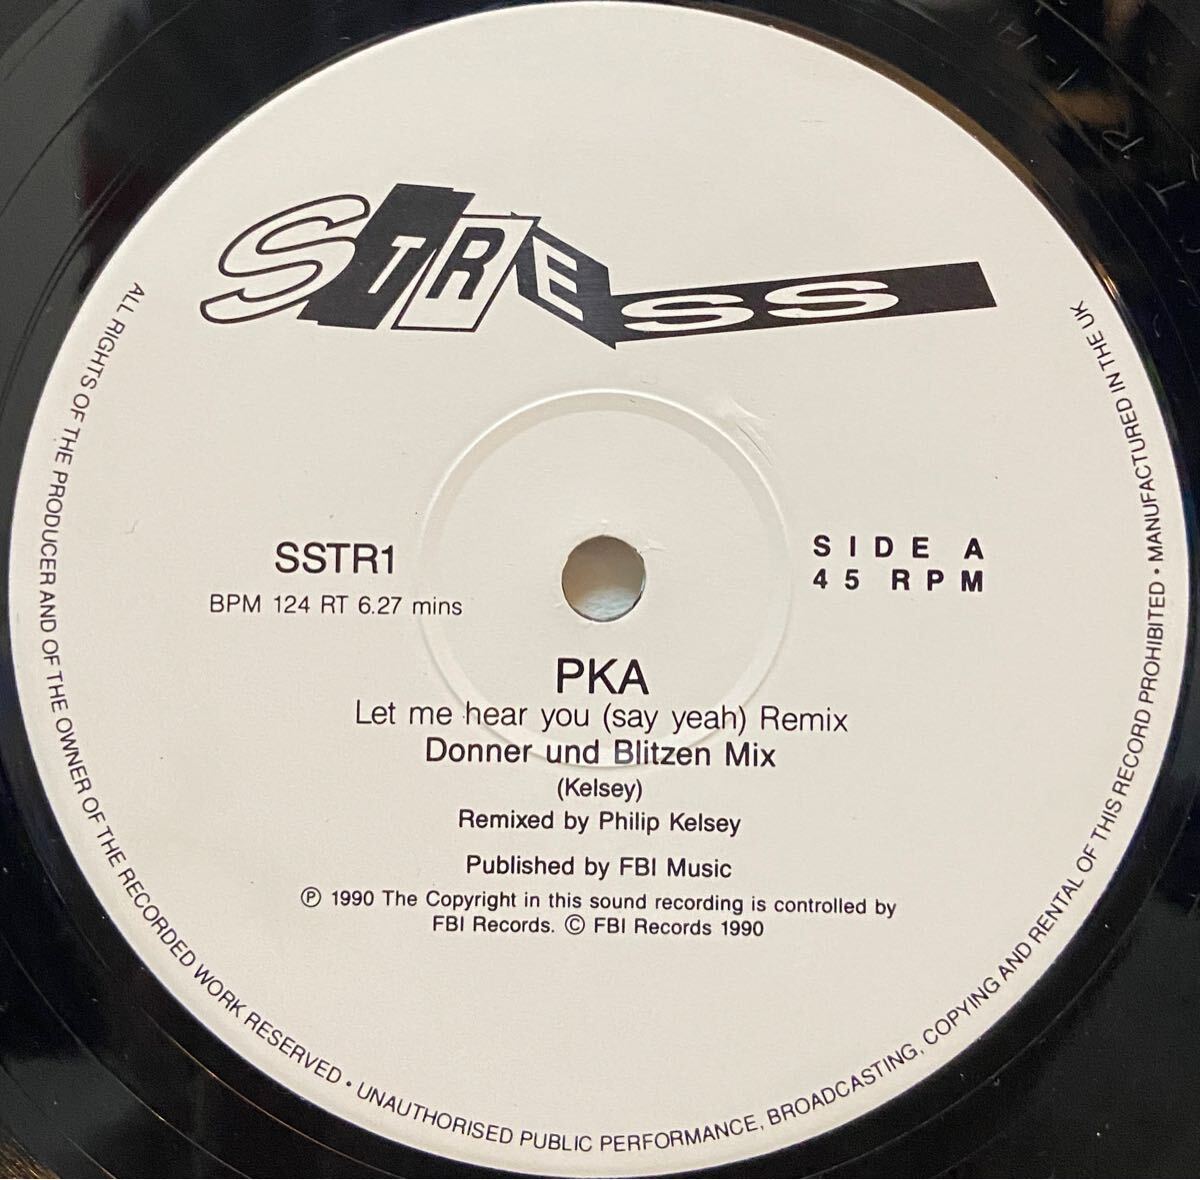 STRESS
SSTR1
BPM 124 RT 6.27 mins
SIDE A
45 RPM
PKA
Let me hear you (say yeah) Remix
Donner und Blitzen Mix
(Kelsey)
Remixed by Philip Kelsey
Published by FBI Music
℗ 1990 The Copyright in this sound recording is controlled by
FBI Records. © FBI Records 1990
ALL RIGHTS OF THE PRODUCER AND OF THE OWNER OF THE RECORDED WORK RESERVED • UNAUTHORISED PUBLIC PERFORMANCE, BROADCASTING, COPYING AND RENTAL OF THIS RECORD PROHIBITED • MANUFACTURED IN THE UK